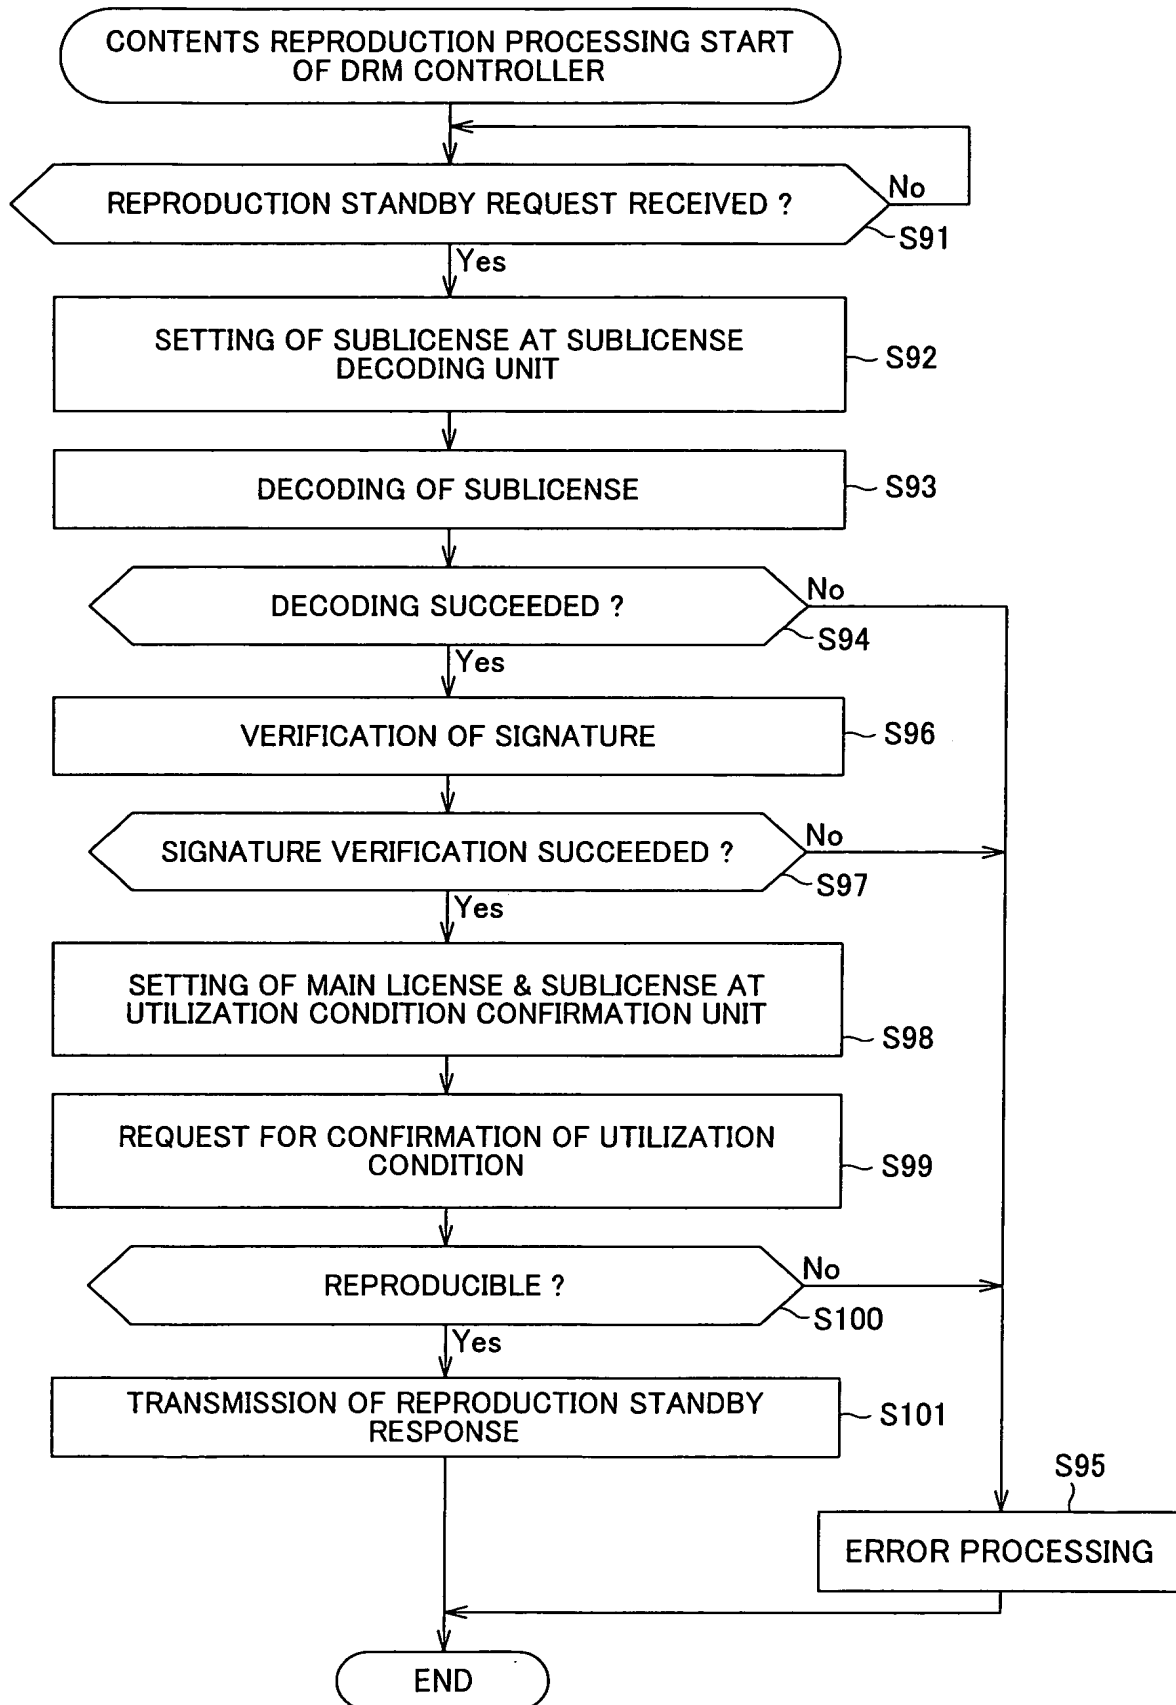 CONTENTS REPRODUCTION PROCESSING START
OF DRM CONTROLLER
REPRODUCTION STANDBY REQUEST RECEIVED ?
No
S91
Yes
SETTING OF SUBLICENSE AT SUBLICENSE
DECODING UNIT
S92
DECODING OF SUBLICENSE
S93
DECODING SUCCEEDED ?
No
S94
Yes
VERIFICATION OF SIGNATURE
S96
SIGNATURE VERIFICATION SUCCEEDED ?
No
S97
Yes
SETTING OF MAIN LICENSE & SUBLICENSE AT
UTILIZATION CONDITION CONFIRMATION UNIT
S98
REQUEST FOR CONFIRMATION OF UTILIZATION
CONDITION
S99
REPRODUCIBLE ?
No
S100
Yes
TRANSMISSION OF REPRODUCTION STANDBY
RESPONSE
S101
S95
ERROR PROCESSING
END